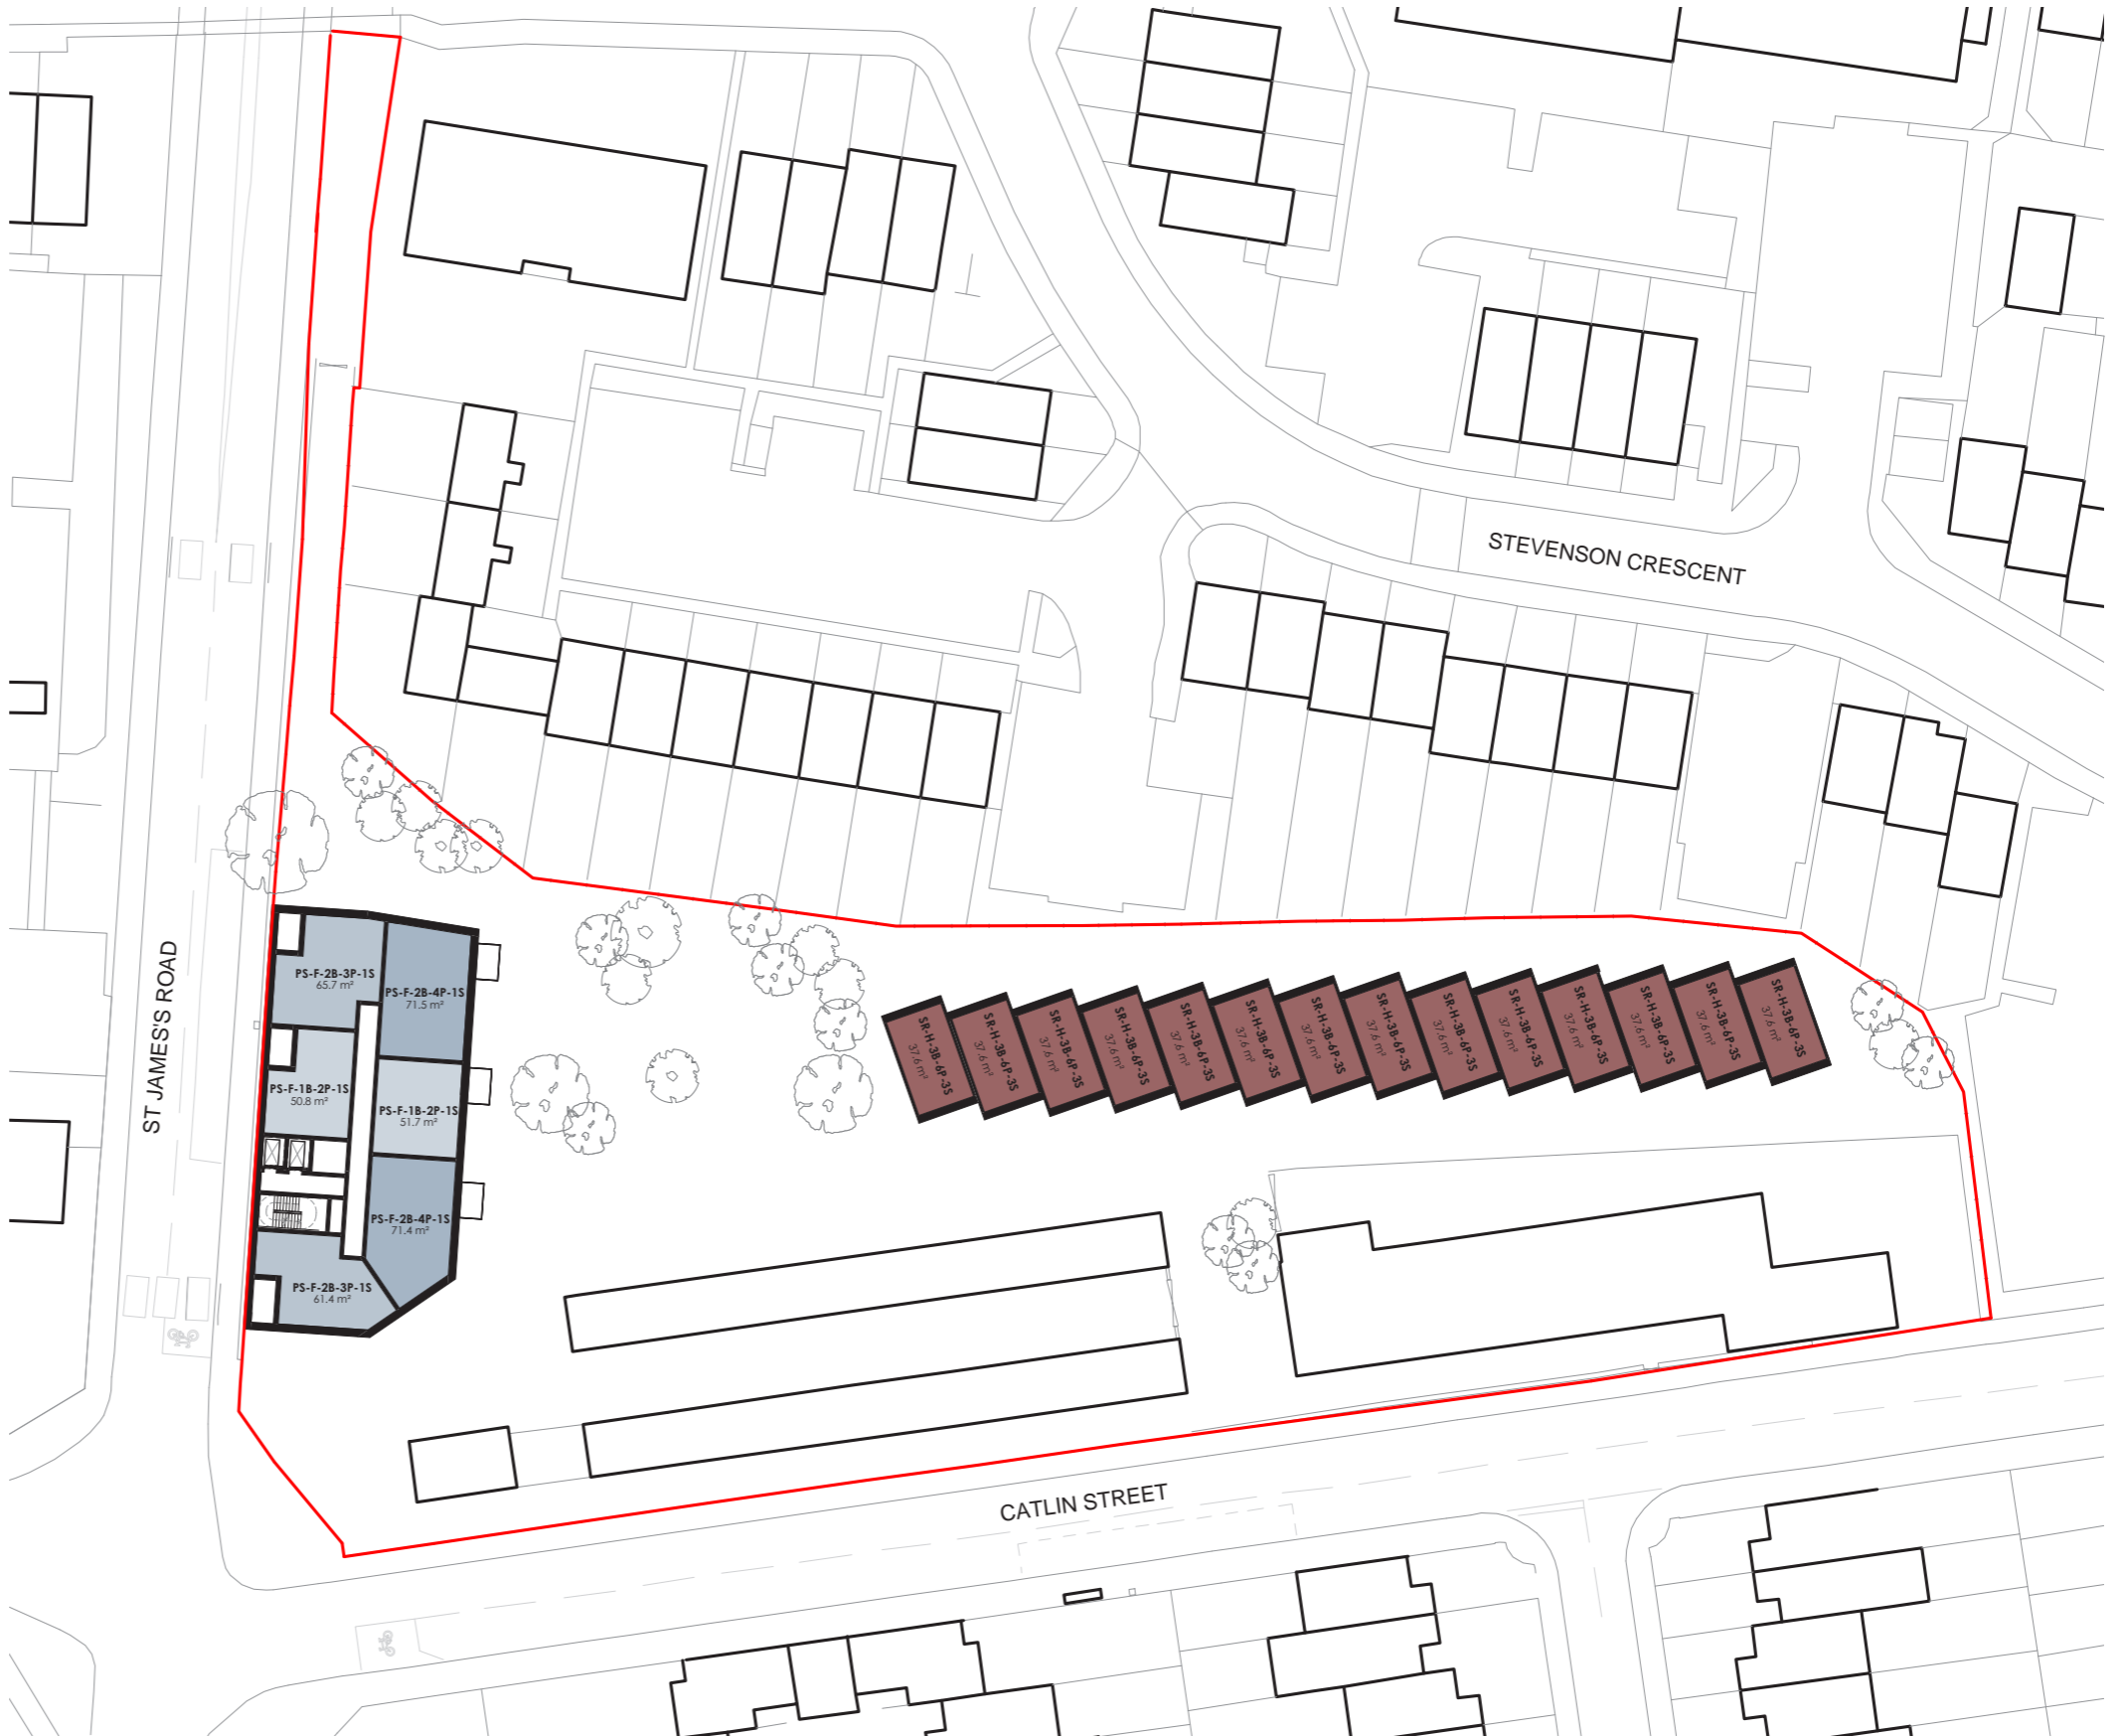 STEVENSON CRESCENT
ST JAMES'S ROAD
PS-F-2B-3P-1S
65.7 m²
PS-F-2B-4P-1S
71.5 m²
PS-F-1B-2P-1S
50.8 m²
PS-F-1B-2P-1S
51.7 m²
PS-F-2B-4P-1S
71.4 m²
PS-F-2B-3P-1S
61.4 m²
SR-H-3B-6P-3S
37.6 m²
SR-H-3B-6P-3S
37.6 m²
SR-H-3B-6P-3S
37.6 m²
SR-H-3B-6P-3S
37.6 m²
SR-H-3B-6P-3S
37.6 m²
SR-H-3B-6P-3S
37.6 m²
SR-H-3B-6P-3S
37.6 m²
SR-H-3B-6P-3S
37.6 m²
SR-H-3B-6P-3S
37.6 m²
SR-H-3B-6P-3S
37.6 m²
SR-H-3B-6P-3S
37.6 m²
SR-H-3B-6P-3S
37.6 m²
SR-H-3B-6P-3S
37.6 m²
SR-H-3B-6P-3S
37.6 m²
CATLIN STREET